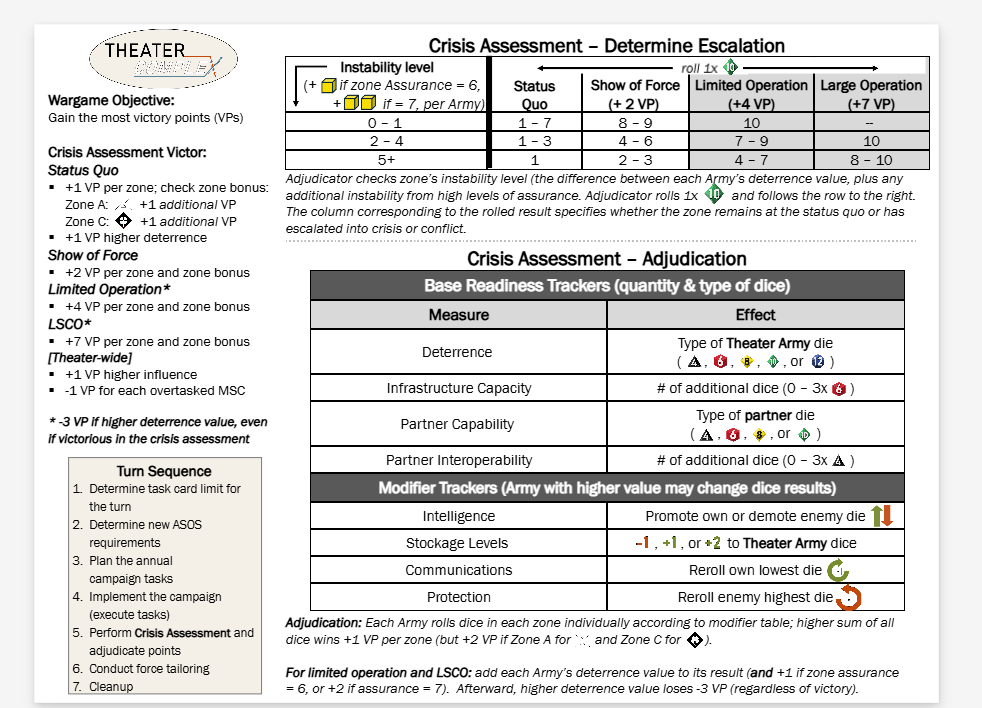 THEATER
COMPLEX
Wargame Objective:
Gain the most victory points (VPs)
Crisis Assessment Victor:
Status Quo
▪ +1 VP per zone; check zone bonus:
Zone A: +1 additional VP
Zone C: +1 additional VP
▪ +1 VP higher deterrence
Show of Force
▪ +2 VP per zone and zone bonus
Limited Operation*
▪ +4 VP per zone and zone bonus
LSCO*
▪ +7 VP per zone and zone bonus
[Theater-wide]
▪ +1 VP higher influence
▪ -1 VP for each overtasked MSC
* -3 VP if higher deterrence value, even
if victorious in the crisis assessment
Turn Sequence
1. Determine task card limit for
the turn
2. Determine new ASOS
requirements
3. Plan the annual
campaign tasks
4. Implement the campaign
(execute tasks)
5. Perform Crisis Assessment and
adjudicate points
6. Conduct force tailoring
7. Cleanup
Crisis Assessment – Determine Escalation
Instability level
(+ if zone Assurance = 6,
+ if = 7, per Army)
roll 1x 10
Status
Quo
Show of Force
(+ 2 VP)
Limited Operation
(+4 VP)
Large Operation
(+7 VP)
0 – 1 1 – 7 8 – 9 10 --
2 – 4 1 – 3 4 – 6 7 – 9 10
5+ 1 2 – 3 4 – 7 8 – 10
Adjudicator checks zone's instability level (the difference between each Army's deterrence value, plus any
additional instability from high levels of assurance. Adjudicator rolls 1x 10 and follows the row to the right.
The column corresponding to the rolled result specifies whether the zone remains at the status quo or has
escalated into crisis or conflict.
Crisis Assessment – Adjudication
Base Readiness Trackers (quantity & type of dice)
Measure Effect
Deterrence
Type of Theater Army die
( 4 , 6 , 8 , 10 , or 12 )
Infrastructure Capacity # of additional dice (0 – 3x 6 )
Partner Capability
Type of partner die
( 4 , 6 , 8 , or 10 )
Partner Interoperability # of additional dice (0 – 3x 4 )
Modifier Trackers (Army with higher value may change dice results)
Intelligence Promote own or demote enemy die
Stockage Levels -1 , +1 , or +2 to Theater Army dice
Communications Reroll own lowest die
Protection Reroll enemy highest die
Adjudication: Each Army rolls dice in each zone individually according to modifier table; higher sum of all
dice wins +1 VP per zone (but +2 VP if Zone A for and Zone C for ).
For limited operation and LSCO: add each Army's deterrence value to its result (and +1 if zone assurance
= 6, or +2 if assurance = 7). Afterward, higher deterrence value loses -3 VP (regardless of victory).